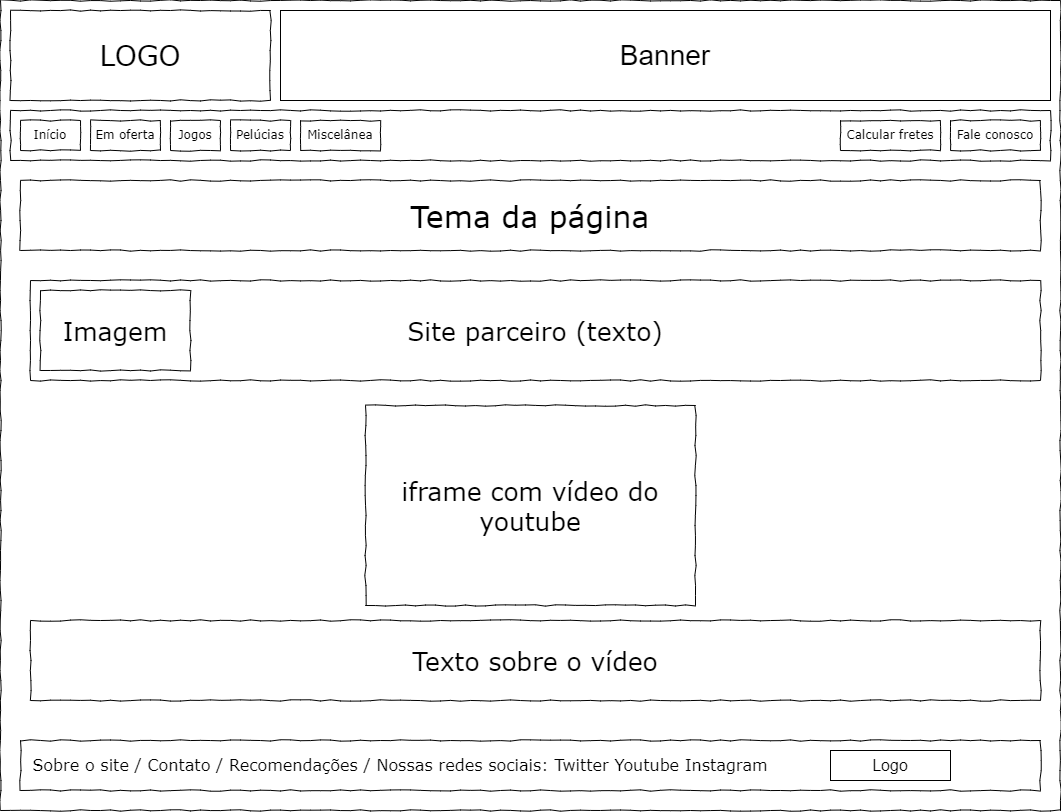 LOGO
Banner
Início
Em oferta
Jogos
Pelúcias
Miscelânea
Calcular fretes
Fale conosco
Tema da página
Imagem
Site parceiro (texto)
iframe com vídeo do
youtube
Texto sobre o vídeo
Sobre o site / Contato / Recomendações / Nossas redes sociais: Twitter Youtube Instagram
Logo